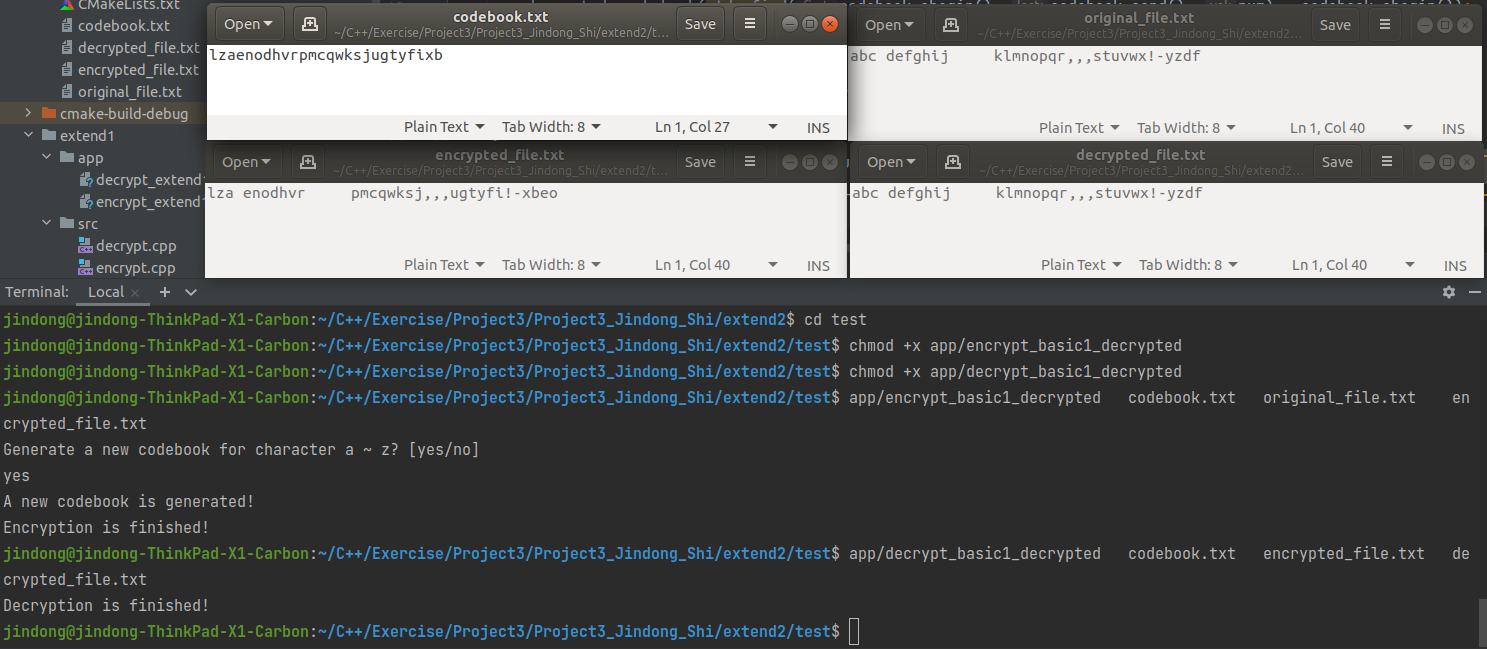 CMakeLists.txt
codebook.txt
decrypted_file.txt
encrypted_file.txt
original_file.txt
cmake-build-debug
extend1
app
decrypt_extend1
encrypt_extend1
src
decrypt.cpp
encrypt.cpp
Open
codebook.txt
~/C++/Exercise/Project3/Project3_Jindong_Shi/extend2/t...
Save
lzaenodhvrpmcqwksjugtyfixb
Plain Text Tab Width: 8 Ln 1, Col 27 INS
Open
original_file.txt
~/C++/Exercise/Project3/Project3_Jindong_Shi/extend2...
Save
abc defghij     klmnopqr,,,stuvwx!-yzdf
Plain Text Tab Width: 8 Ln 1, Col 40 INS
Open
encrypted_file.txt
~/C++/Exercise/Project3/Project3_Jindong_Shi/extend2/t...
Save
lza enodhvr     pmcqwksj,,,ugtyfi!-xbeo
Plain Text Tab Width: 8 Ln 1, Col 40 INS
Open
decrypted_file.txt
~/C++/Exercise/Project3/Project3_Jindong_Shi/extend2...
Save
abc defghij     klmnopqr,,,stuvwx!-yzdf
Plain Text Tab Width: 8 Ln 1, Col 40 INS
Terminal: Local × +
jindong@jindong-ThinkPad-X1-Carbon:~/C++/Exercise/Project3/Project3_Jindong_Shi/extend2$ cd test
jindong@jindong-ThinkPad-X1-Carbon:~/C++/Exercise/Project3/Project3_Jindong_Shi/extend2/test$ chmod +x app/encrypt_basic1_decrypted
jindong@jindong-ThinkPad-X1-Carbon:~/C++/Exercise/Project3/Project3_Jindong_Shi/extend2/test$ chmod +x app/decrypt_basic1_decrypted
jindong@jindong-ThinkPad-X1-Carbon:~/C++/Exercise/Project3/Project3_Jindong_Shi/extend2/test$ app/encrypt_basic1_decrypted   codebook.txt   original_file.txt    en
crypted_file.txt
Generate a new codebook for character a ~ z? [yes/no]
yes
A new codebook is generated!
Encryption is finished!
jindong@jindong-ThinkPad-X1-Carbon:~/C++/Exercise/Project3/Project3_Jindong_Shi/extend2/test$ app/decrypt_basic1_decrypted   codebook.txt   encrypted_file.txt   de
crypted_file.txt
Decryption is finished!
jindong@jindong-ThinkPad-X1-Carbon:~/C++/Exercise/Project3/Project3_Jindong_Shi/extend2/test$